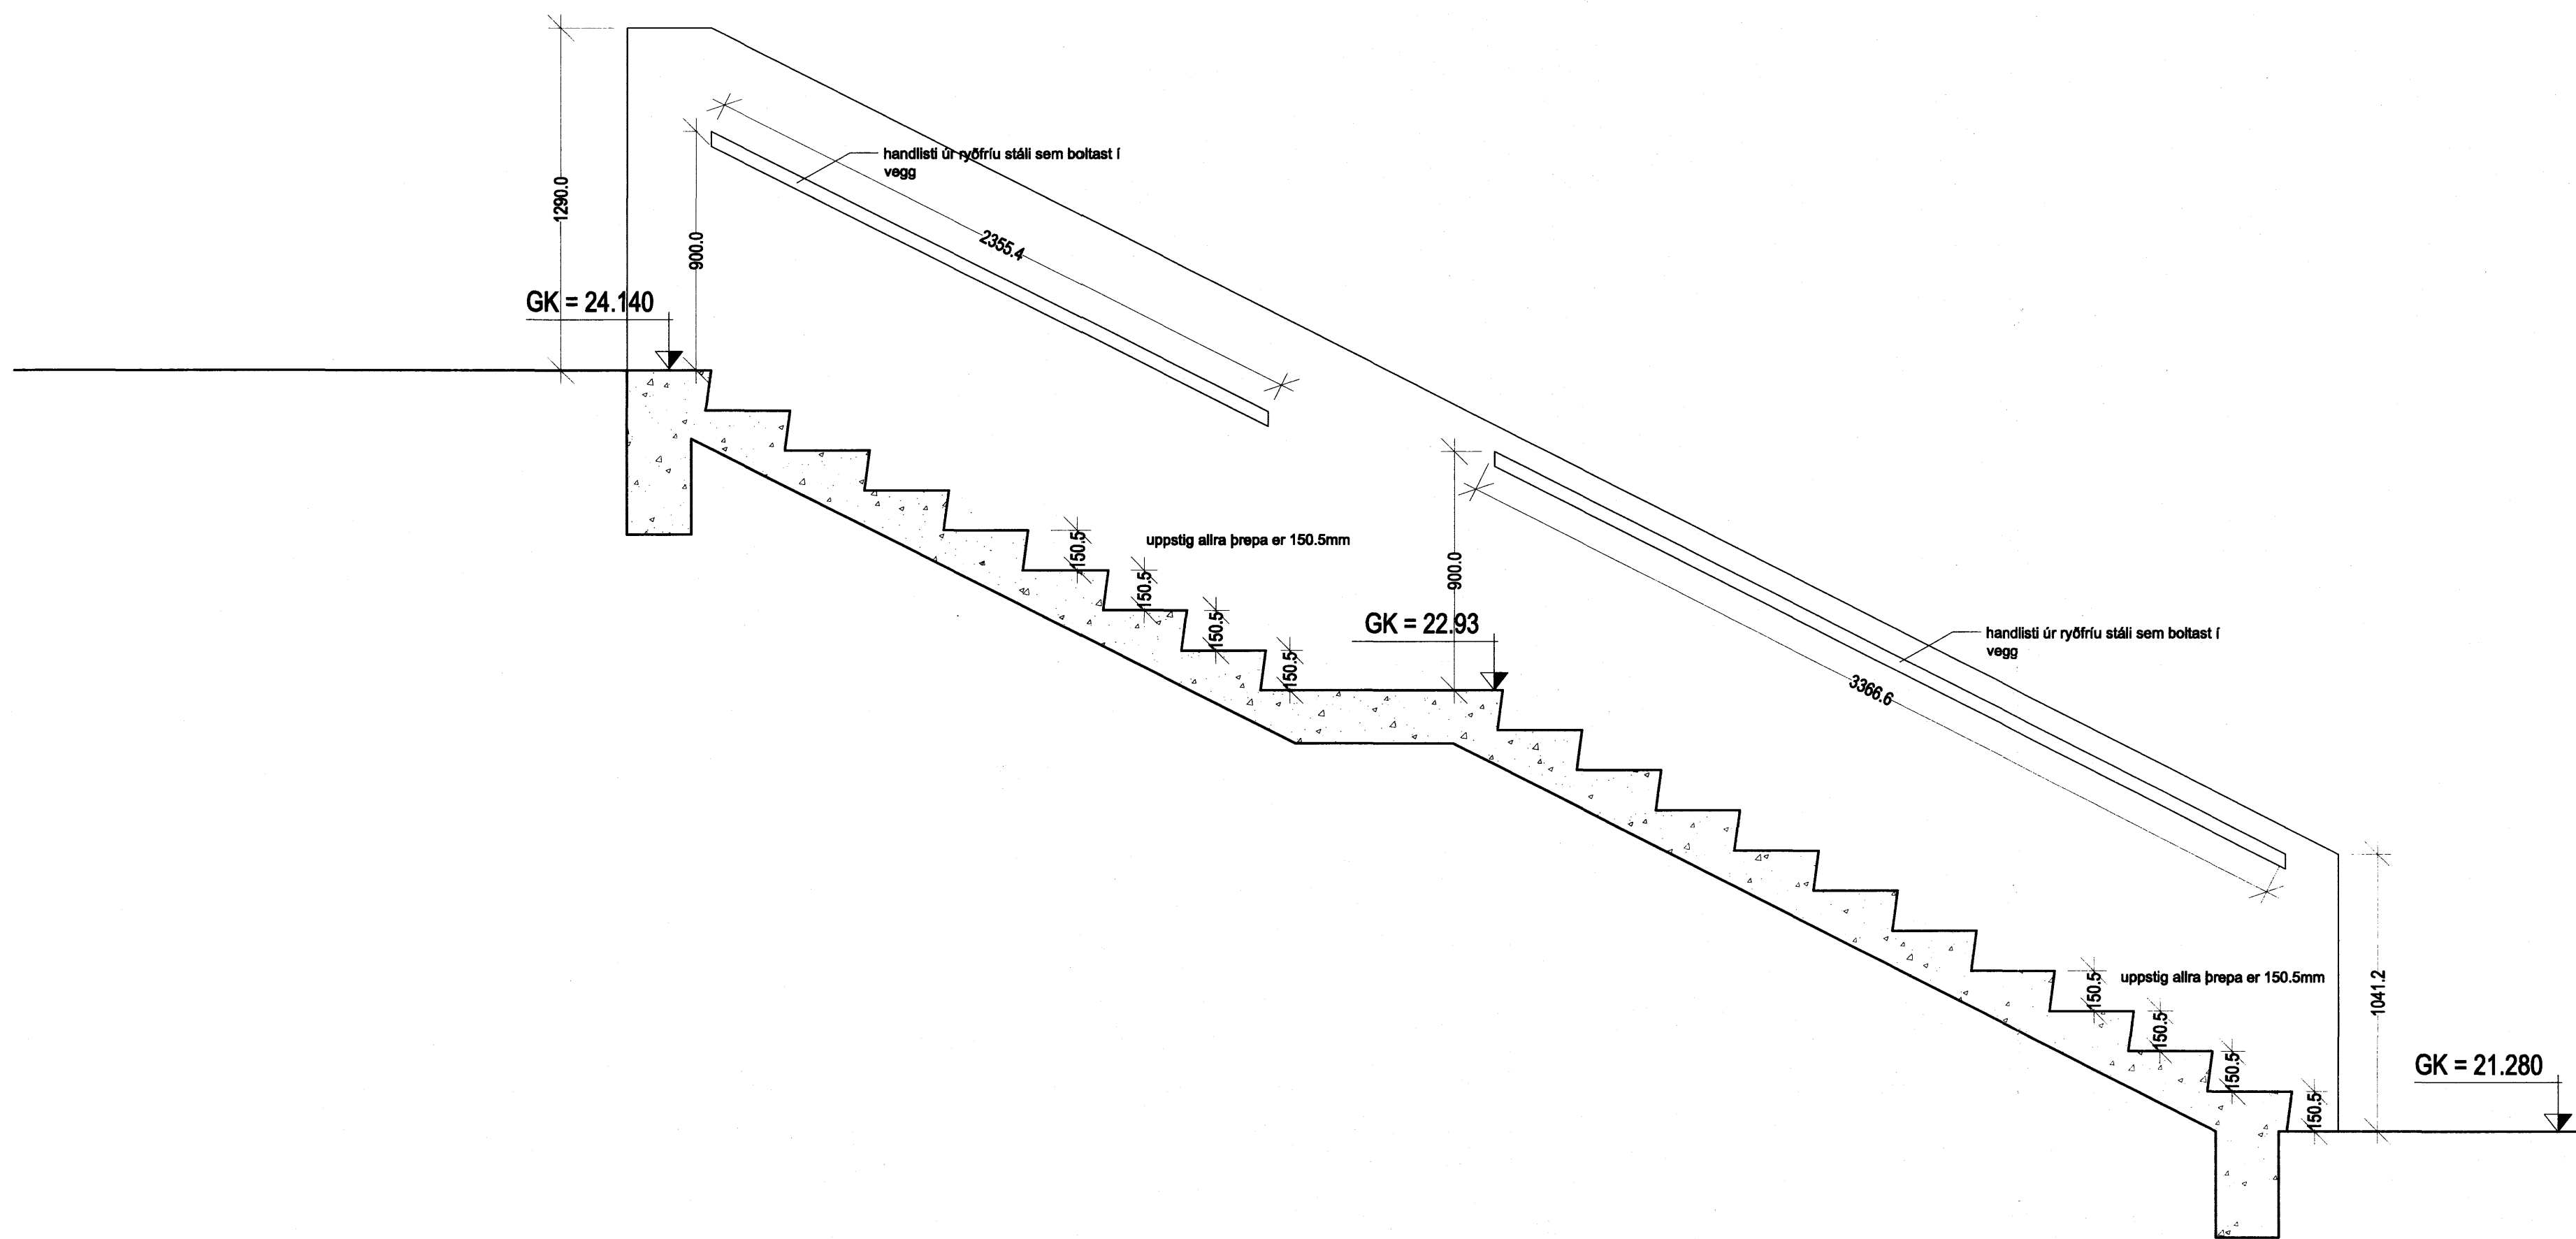 1290.0
900.0
handlisti úr ryðfríu stáli sem boltast í
vegg
2355.4
GK = 24.140
150.5
uppstig allra þrepa er 150.5mm
150.5
150.5
150.5
900.0
GK = 22.93
handlisti úr ryðfríu stáli sem boltast í
vegg
3366.6
150.5
uppstig allra þrepa er 150.5mm
1041.2
150.5
150.5
150.5
GK = 21.280